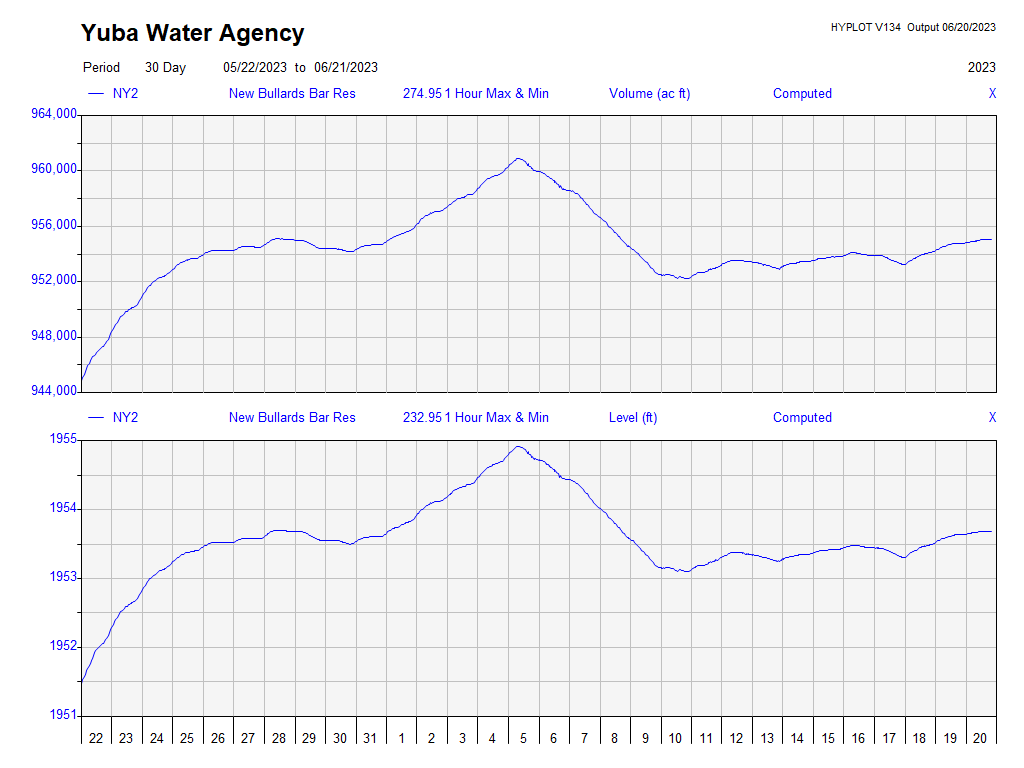 Yuba Water Agency
HYPLOT V134 Output 06/20/2023
Period 30 Day 05/22/2023 to 06/21/2023 2023
NY2 New Bullards Bar Res 274.95 1 Hour Max & Min Volume (ac ft) Computed X
964,000
960,000
956,000
952,000
948,000
944,000
NY2 New Bullards Bar Res 232.95 1 Hour Max & Min Level (ft) Computed X
1955
1954
1953
1952
1951
22 23 24 25 26 27 28 29 30 31 1 2 3 4 5 6 7 8 9 10 11 12 13 14 15 16 17 18 19 20